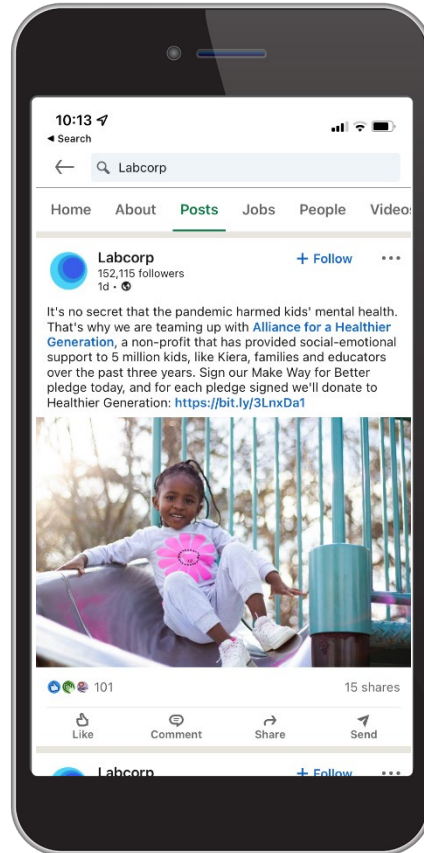 10:13
◄ Search
Labcorp
Home About Posts Jobs People Video
Labcorp
152,115 followers
1d •
+ Follow
It's no secret that the pandemic harmed kids' mental health.
That's why we are teaming up with Alliance for a Healthier
Generation, a non-profit that has provided social-emotional
support to 5 million kids, like Kiera, families and educators
over the past three years. Sign our Make Way for Better
pledge today, and for each pledge signed we'll donate to
Healthier Generation: https://bit.ly/3LnxDa1
101
15 shares
Like Comment Share Send
Labcorp
+ Follow